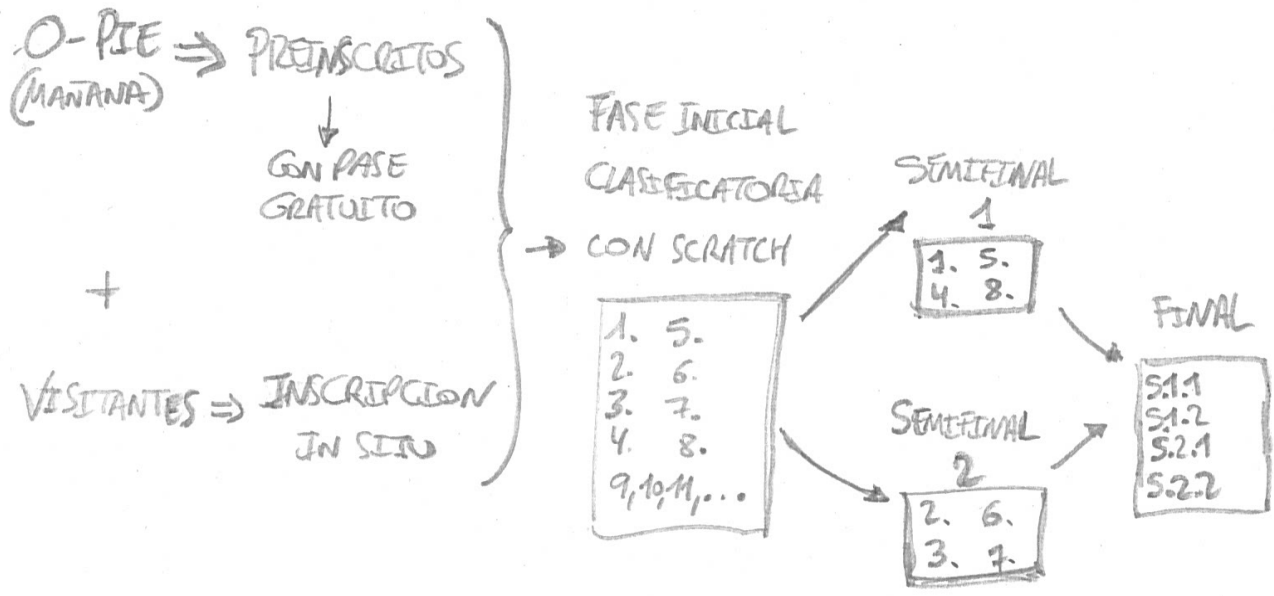 O-PIE ⇒ PREINSCRITOS
(MAÑANA)
↓
CON PASE
GRATUITO
+
VISITANTES ⇒ INSCRIPCION
IN SITU
→
FASE INICIAL
CLASIFICATORIA
CON SCRATCH
1. 5.
2. 6.
3. 7.
4. 8.
9,10,11,...
SEMIFINAL
1
1. 5.
4. 8.
SEMIFINAL
2
2. 6.
3. 7.
FINAL
S.1.1
S.1.2
S.2.1
S.2.2